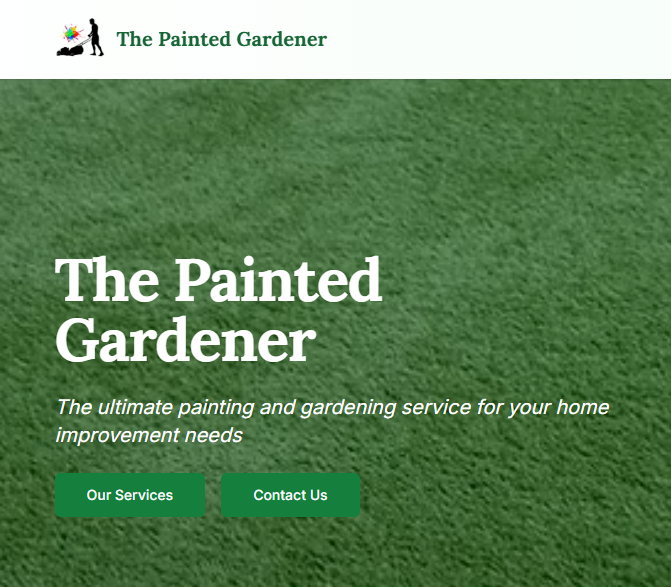 The Painted Gardener
The Painted
Gardener
The ultimate painting and gardening service for your home
improvement needs
Our Services
Contact Us